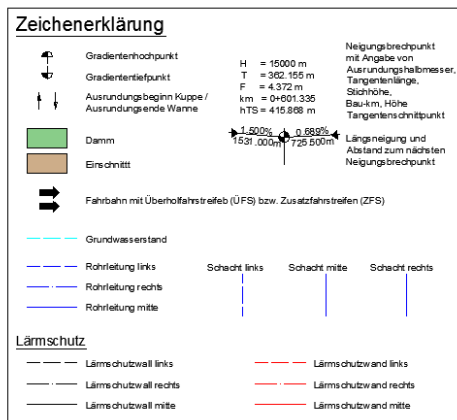 Zeichenerklärung
Gradientenhochpunkt
Gradiententiefpunkt
Ausrundungsbeginn Kuppe /
Ausrundungsende Wanne
H = 15000 m
T = 362.155 m
F = 4.372 m
km = 0+601.335
hTS = 415.868 m
Neigungsbrechpunkt
mit Angabe von
Ausrundungshalbmesser,
Tangentenlänge,
Stichhöhe,
Bau-km, Höhe
Tangentenschnittpunkt
1.500% 0.689%
1531.000m 725.500m
Längsneigung und
Abstand zum nächsten
Neigungsbrechpunkt
Damm
Einschnittt
Fahrbahn mit Überholfahrstreifeb (ÜFS) bzw. Zusatzfahrstreifen (ZFS)
Grundwasserstand
Rohrleitung links
Rohrleitung rechts
Rohrleitung mitte
Schacht links Schacht mitte Schacht rechts
Lärmschutz
Lärmschutzwall links
Lärmschutzwall rechts
Lärmschutzwall mitte
Lärmschutzwand links
Lärmschutzwand rechts
Lärmschutzwand mitte